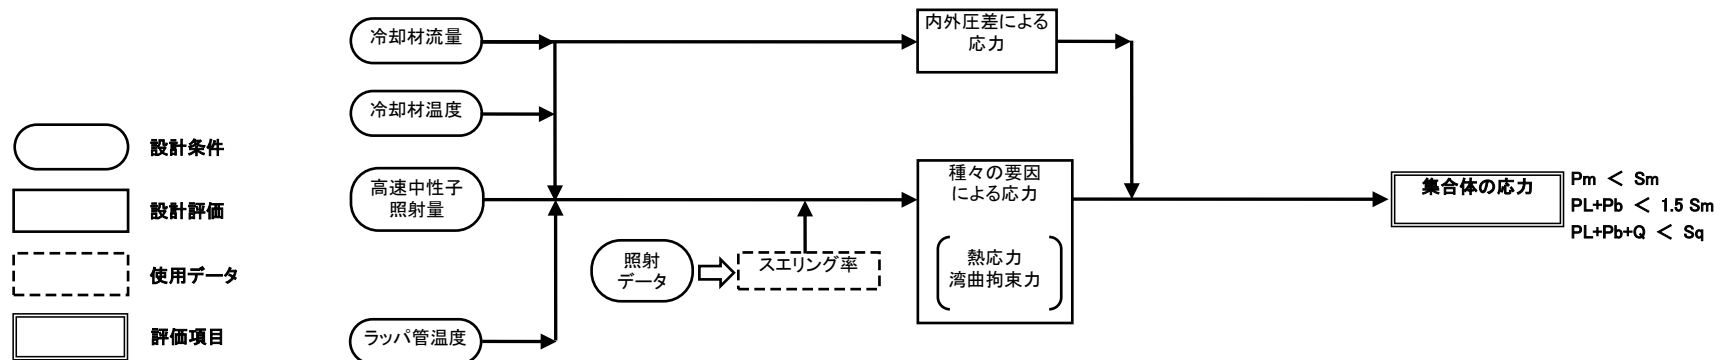 設計条件
設計評価
使用データ
評価項目
冷却材流量
冷却材温度
高速中性子
照射量
ラッパ管温度
照射
データ
スエリング率
内外圧差による
応力
種々の要因
による応力
熱応力
湾曲拘束力
集合体の応力
Pm < Sm
PL+Pb < 1.5 Sm
PL+Pb+Q < Sq